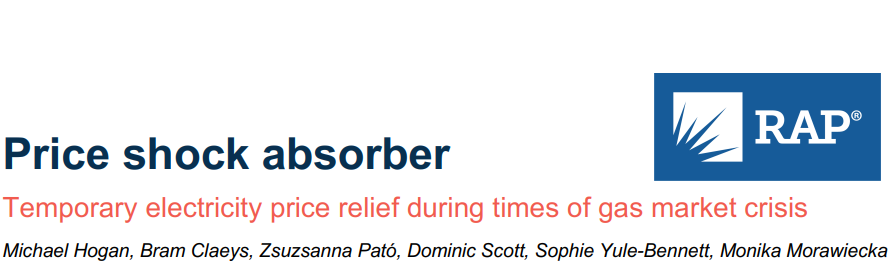 RAP®
Price shock absorber
Temporary electricity price relief during times of gas market crisis
Michael Hogan, Bram Claeys, Zsuzsanna Pató, Dominic Scott, Sophie Yule-Bennett, Monika Morawiecka